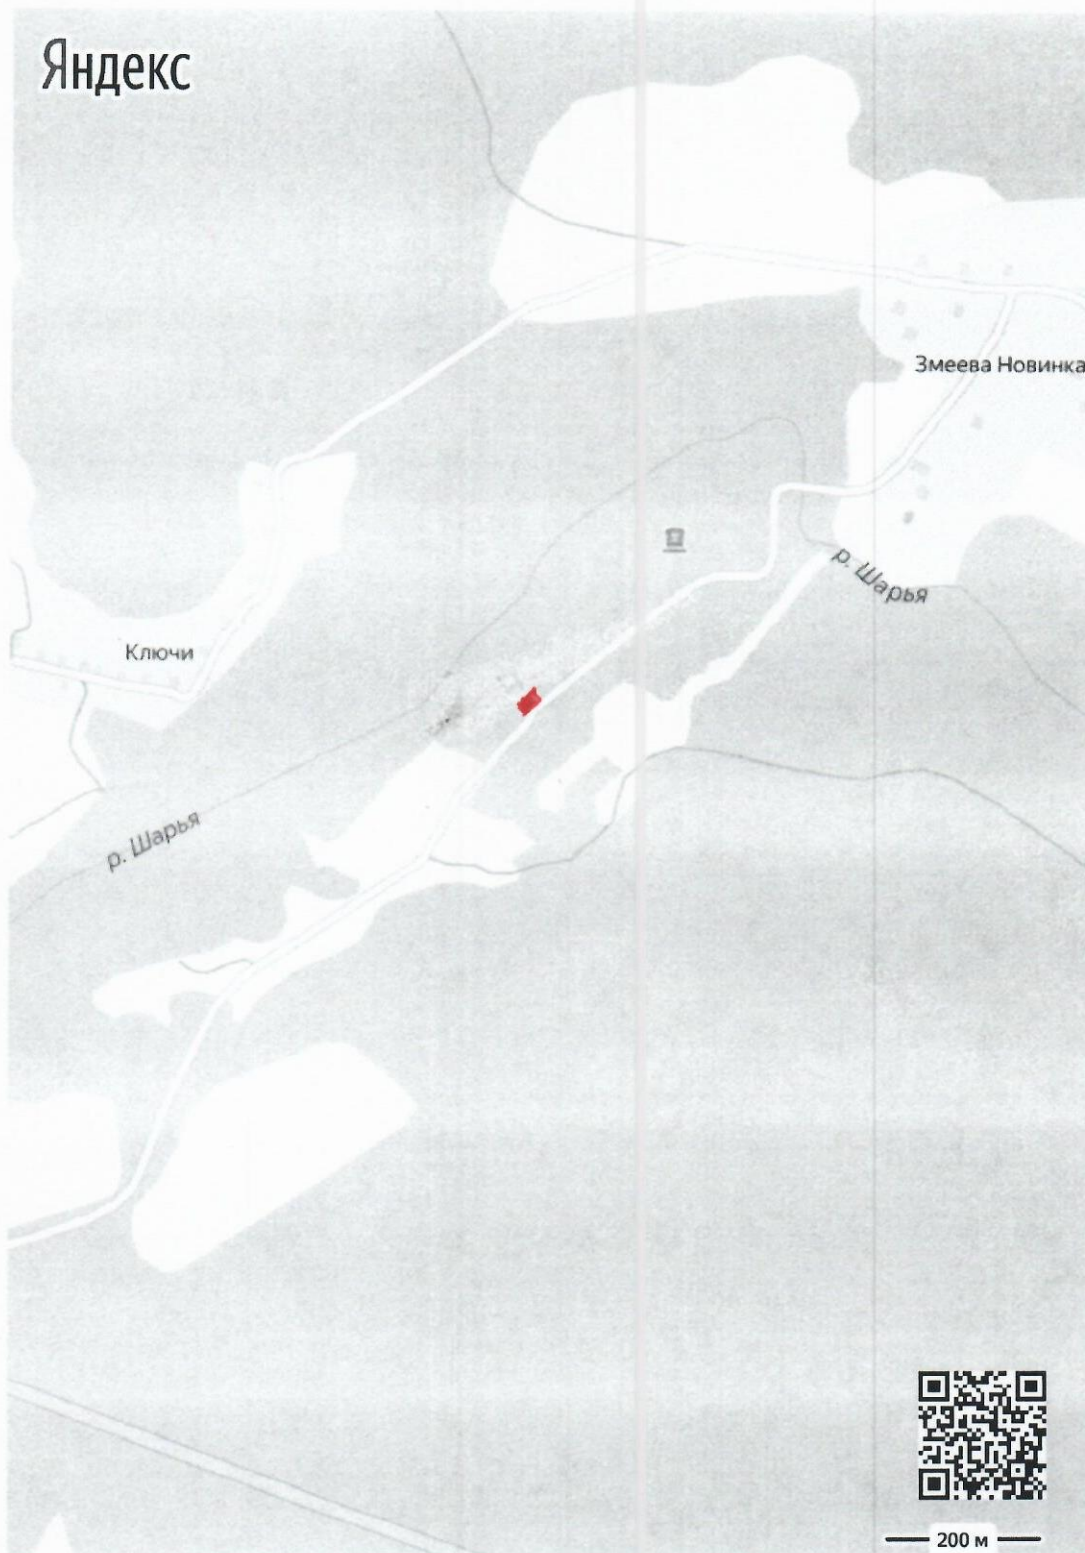 Яндекс
Змеева Новинка
р. Шарья
Ключи
р. Шарья
200 м